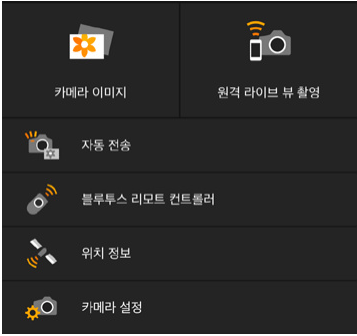 카메라 이미지
원격 라이브 뷰 촬영
자동 전송
블루투스 리모트 컨트롤러
위치 정보
카메라 설정